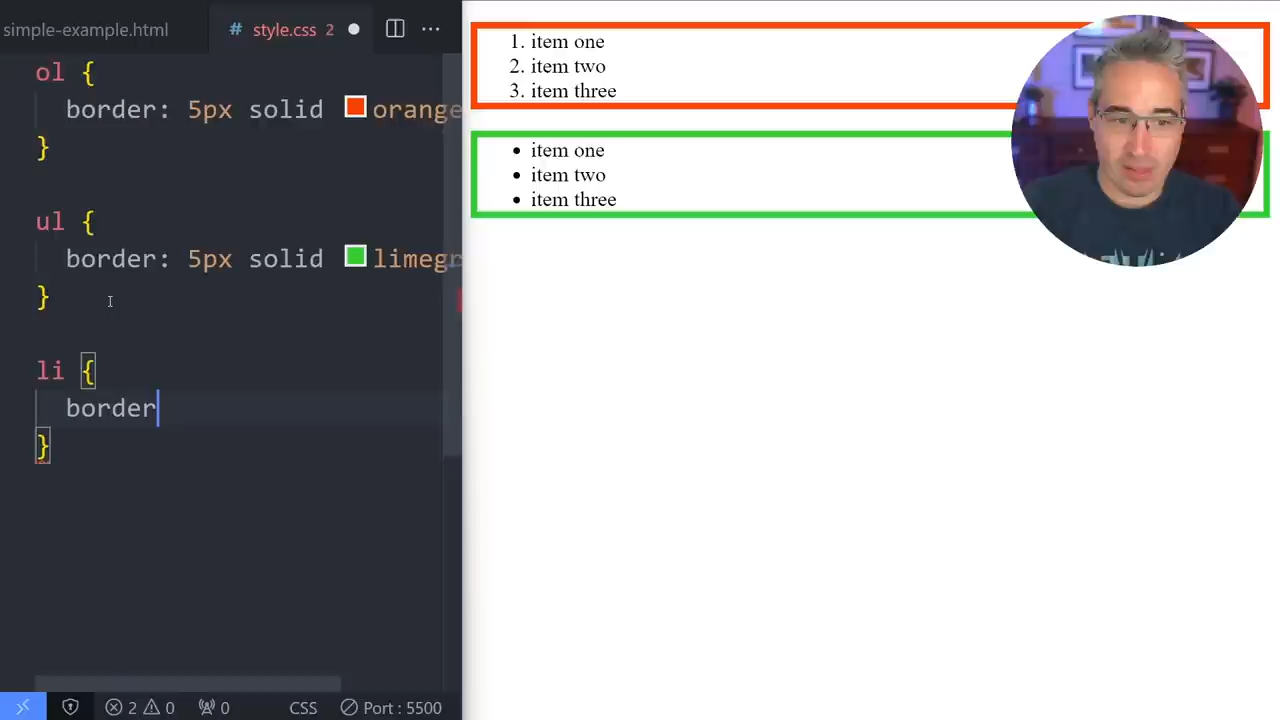 simple-example.html
# style.css 2
ol {
border: 5px solid orange
}
ul {
border: 5px solid limegr
}
li {
border
}
2 0 0 CSS Port : 5500
1. item one
2. item two
3. item three
• item one
• item two
• item three